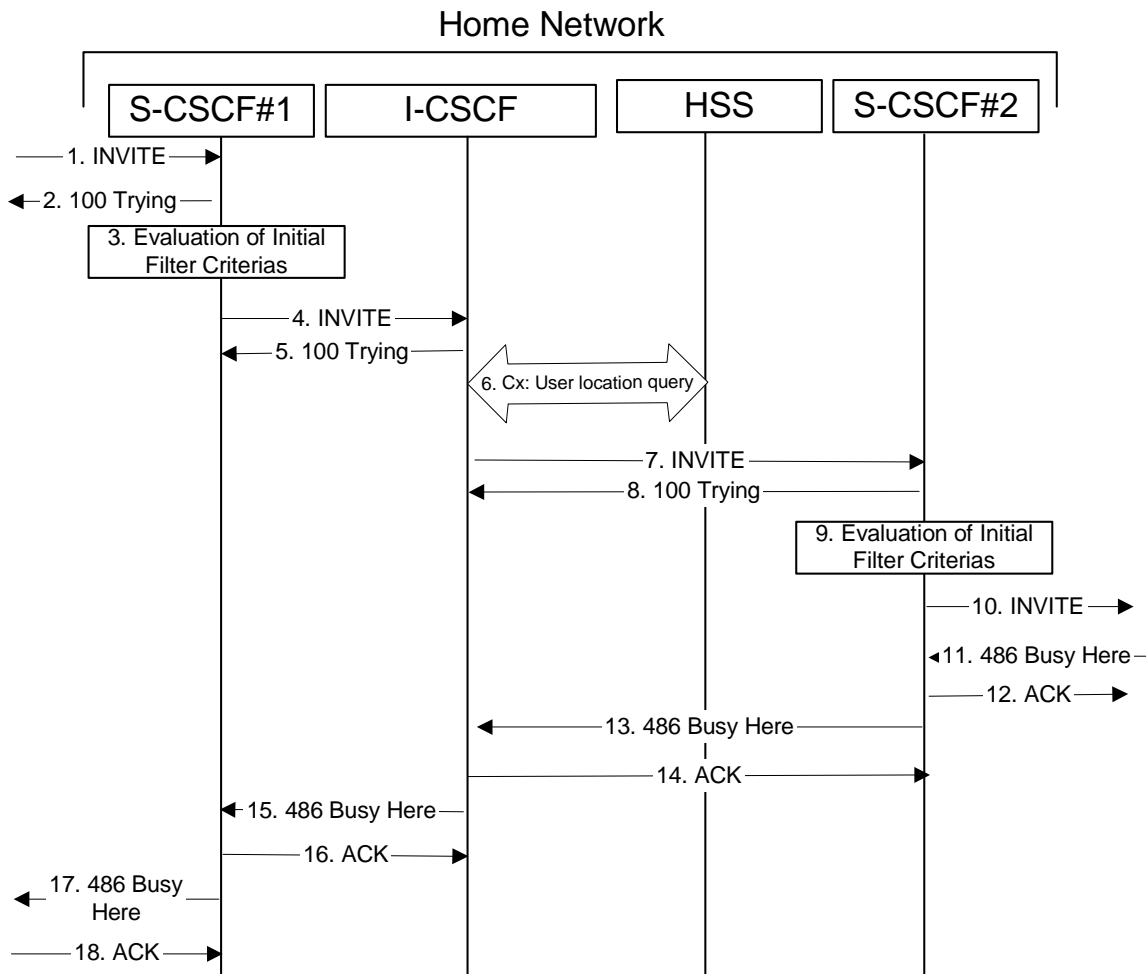 Home Network
S-CSCF#1
I-CSCF
HSS
S-CSCF#2
1. INVITE
2. 100 Trying
3. Evaluation of Initial
Filter Criterias
4. INVITE
5. 100 Trying
6. Cx: User location query
7. INVITE
8. 100 Trying
9. Evaluation of Initial
Filter Criterias
10. INVITE
11. 486 Busy Here
12. ACK
13. 486 Busy Here
14. ACK
15. 486 Busy Here
16. ACK
17. 486 Busy
Here
18. ACK